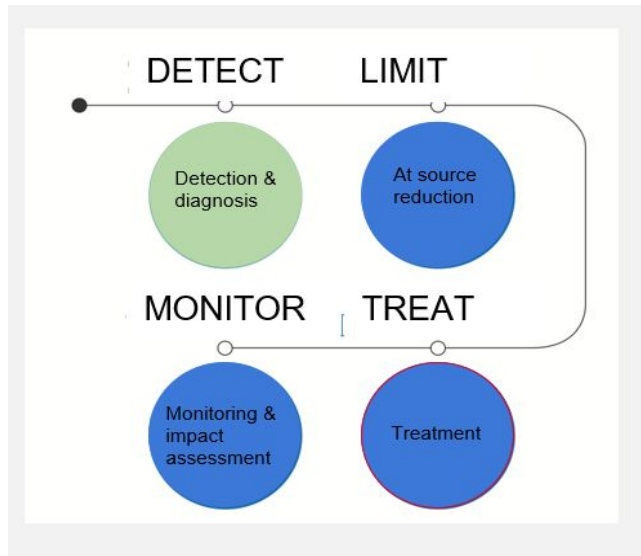 DETECT
LIMIT
Detection &
diagnosis
At source
reduction
MONITOR
TREAT
Monitoring &
impact
assessment
Treatment